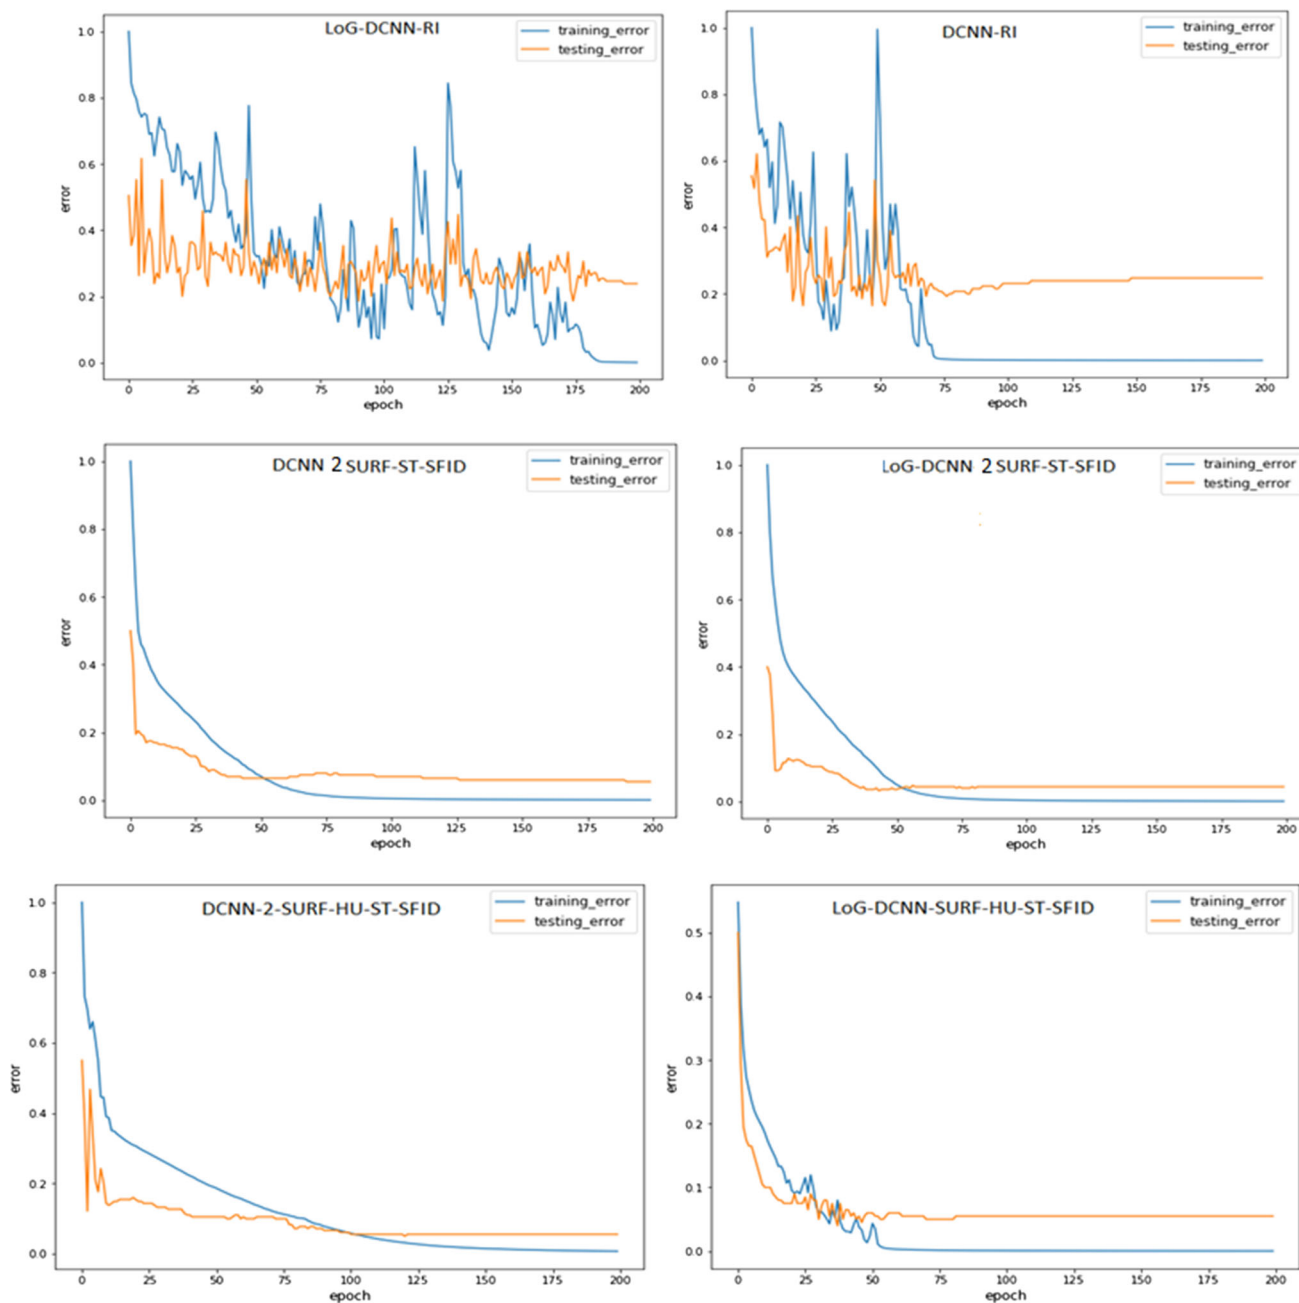 LoG-DCNN-RI
training_error
testing_error
1.0
0.8
0.6
0.4
0.2
0.0
error
0 25 50 75 100 125 150 175 200
epoch
DCNN-RI
training_error
testing_error
1.0
0.8
0.6
0.4
0.2
0.0
error
0 25 50 75 100 125 150 175 200
epoch
DCNN 2 SURF-ST-SFID
training_error
testing_error
1.0
0.8
0.6
0.4
0.2
0.0
error
0 25 50 75 100 125 150 175 200
epoch
LoG-DCNN 2 SURF-ST-SFID
training_error
testing_error
1.0
0.8
0.6
0.4
0.2
0.0
error
0 25 50 75 100 125 150 175 200
epoch
DCNN-2-SURF-HU-ST-SFID
training_error
testing_error
1.0
0.8
0.6
0.4
0.2
0.0
error
0 25 50 75 100 125 150 175 200
epoch
LoG-DCNN-SURF-HU-ST-SFID
training_error
testing_error
0.5
0.4
0.3
0.2
0.1
0.0
error
0 25 50 75 100 125 150 175 200
epoch